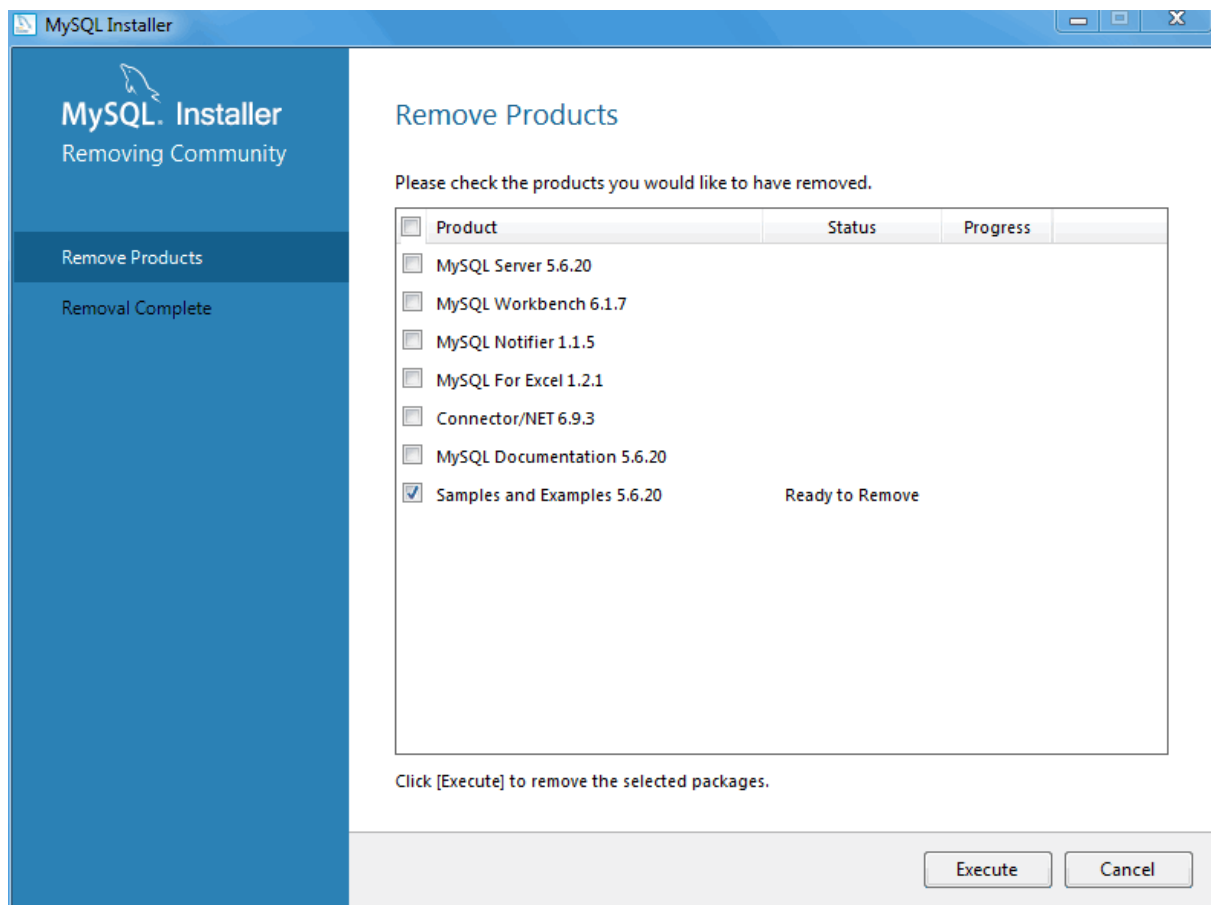 MySQL Installer
MySQL. Installer
Removing Community
Remove Products
Removal Complete
Remove Products
Please check the products you would like to have removed.
Product Status Progress
MySQL Server 5.6.20
MySQL Workbench 6.1.7
MySQL Notifier 1.1.5
MySQL For Excel 1.2.1
Connector/NET 6.9.3
MySQL Documentation 5.6.20
Samples and Examples 5.6.20 Ready to Remove
Click [Execute] to remove the selected packages.
Execute Cancel